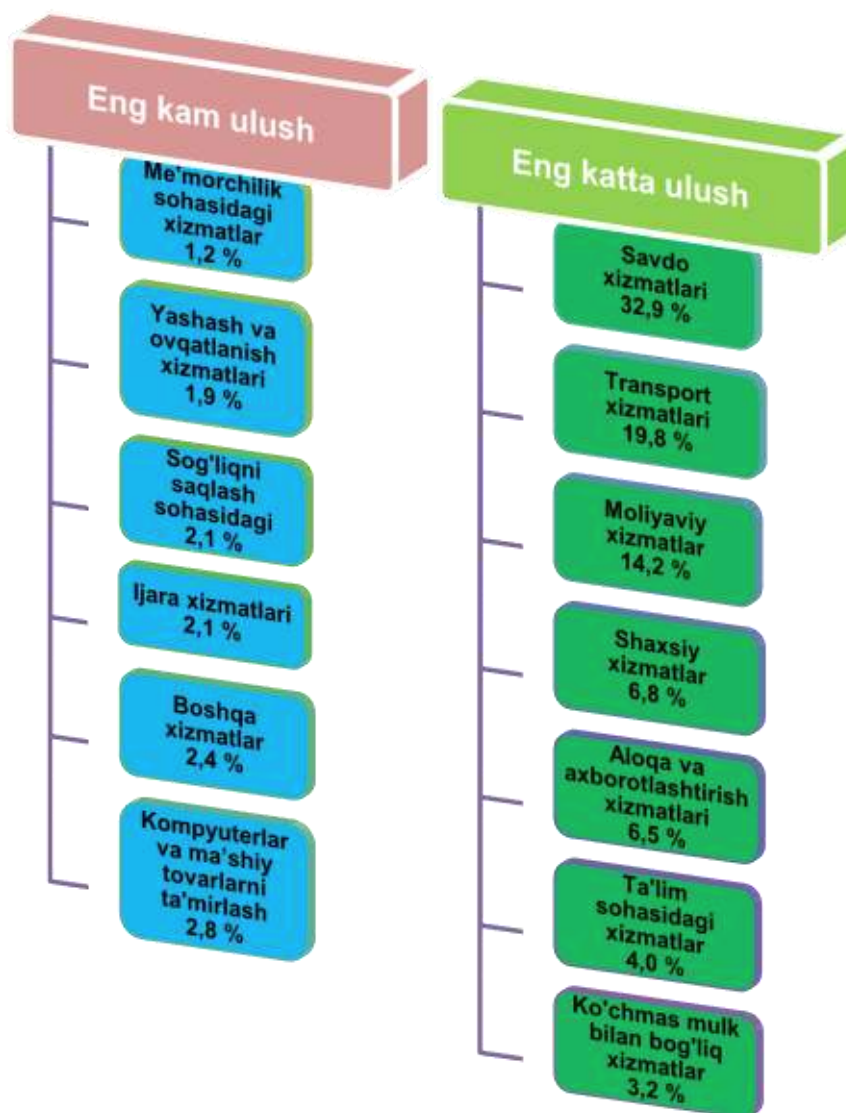 Eng kam ulush
Me'morchilik
sohasidagi
xizmatlar
1,2 %
Yashash va
ovqatlanish
xizmatlari
1,9 %
Sog'liqni
saqlash
sohasidagi
2,1 %
Ijara xizmatlari
2,1 %
Boshqa
xizmatlar
2,4 %
Kompyuterlar
va ma'shiy
tovarlarni
ta'mirlash
2,8 %
Eng katta ulush
Savdo
xizmatlari
32,9 %
Transport
xizmatlari
19,8 %
Moliyaviy
xizmatlar
14,2 %
Shaxsiy
xizmatlar
6,8 %
Aloqa va
axborotlashtirish
xizmatlari
6,5 %
Ta'lim
sohasidagi
xizmatlar
4,0 %
Ko'chmas mulk
bilan bog'liq
xizmatlar
3,2 %